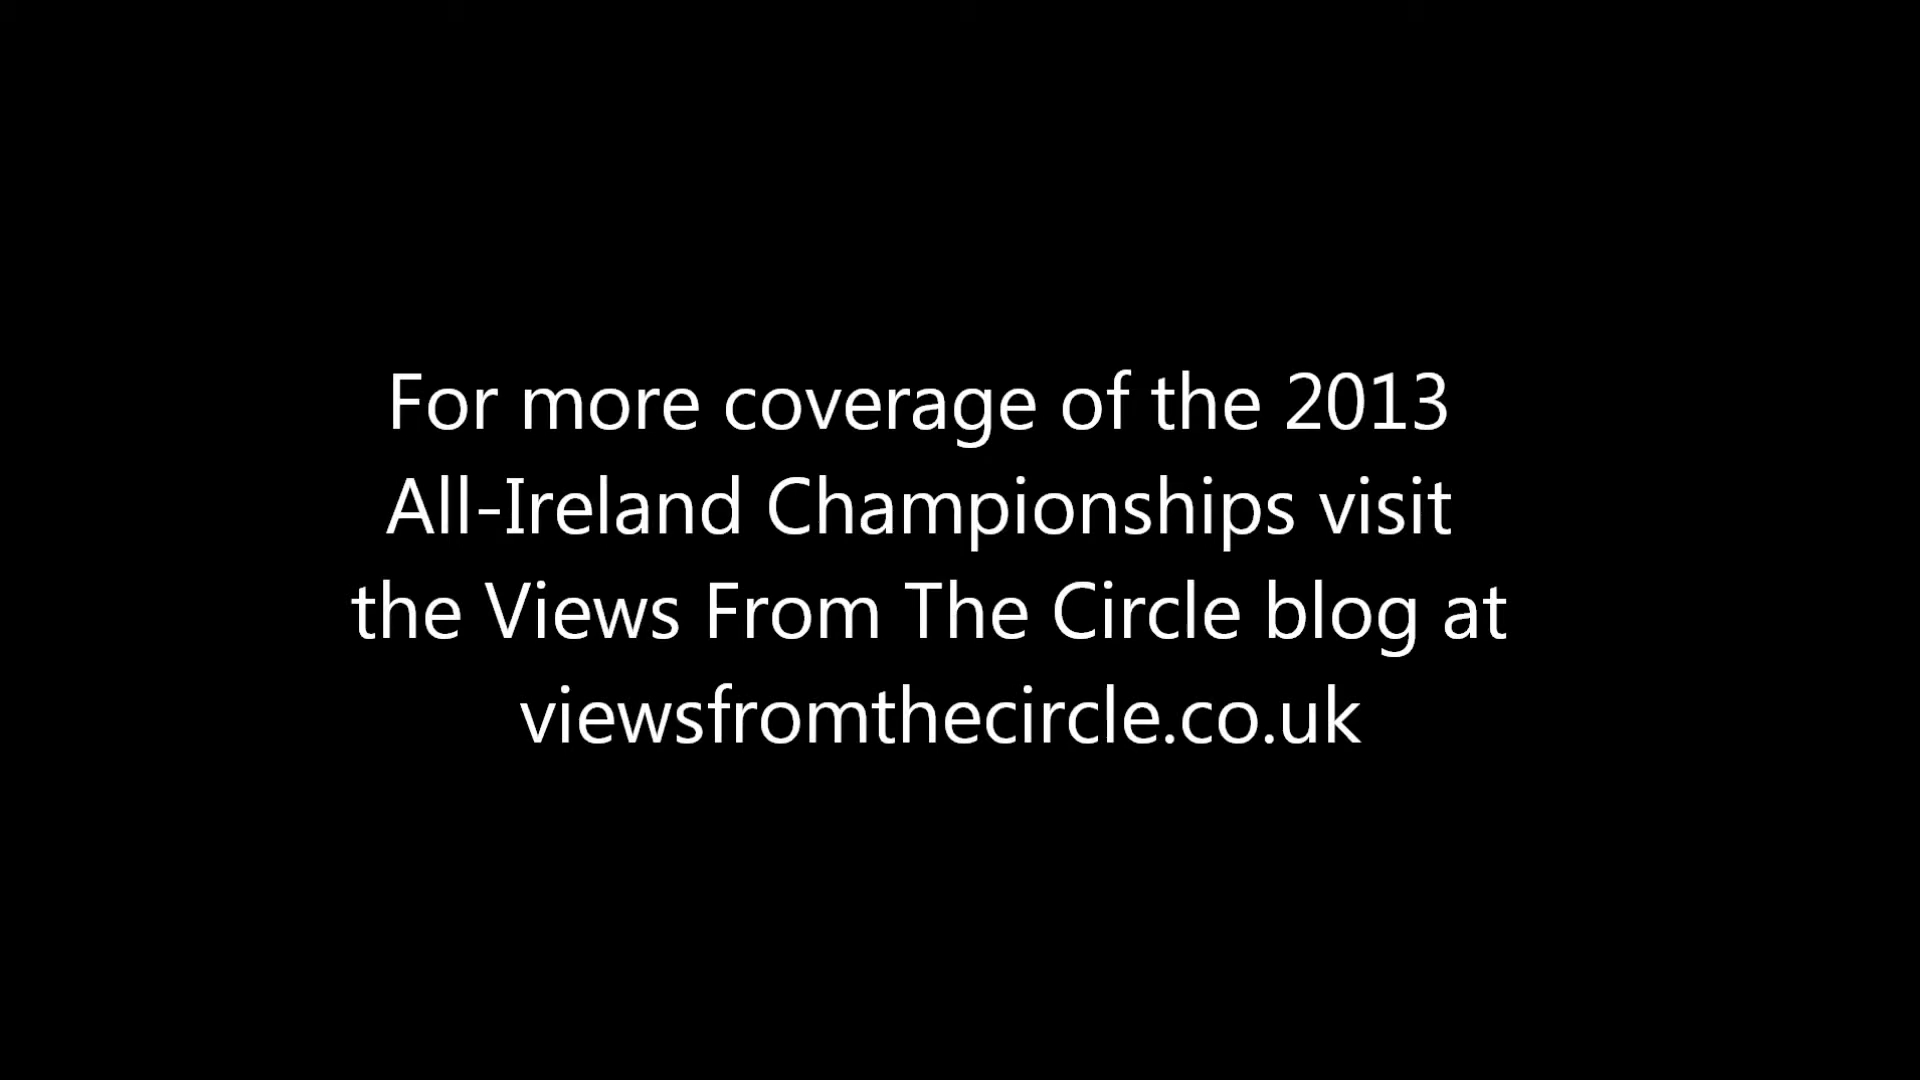 For more coverage of the 2013
All-Ireland Championships visit
the Views From The Circle blog at
viewsfromthecircle.co.uk